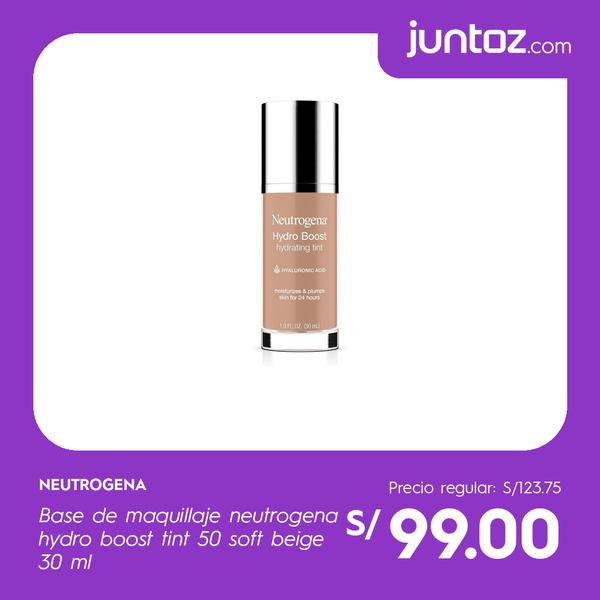 juntoz.com
Neutrogena®
Hydro Boost
hydrating tint
HYALURONIC ACID
moisturizes & plumps
skin for 24 hours
1.0 FL. OZ. (30 mL)
NEUTROGENA
Base de maquillaje neutrogena
hydro boost tint 50 soft beige
30 ml
Precio regular: S/123.75
S/ 99.00